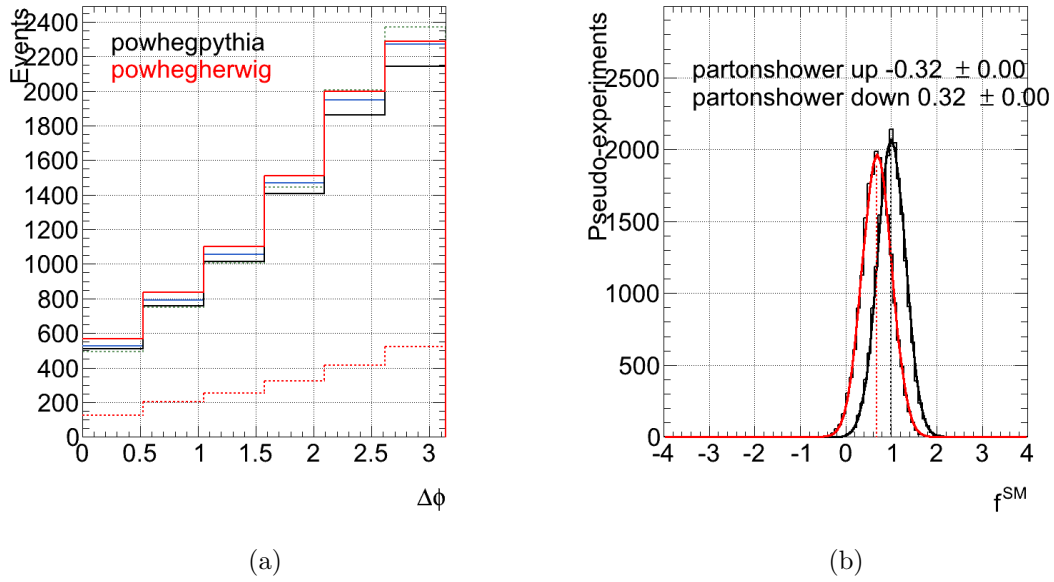 Events
2400
2200
2000
1800
1600
1400
1200
1000
800
600
400
200
0
powhegpythia
powhegherwig
0 0.5 1 1.5 2 2.5 3
Δϕ
(a)
Pseudo-experiments
2500
2000
1500
1000
500
0
partonshower up -0.32 ± 0.00
partonshower down 0.32 ± 0.00
-4 -3 -2 -1 0 1 2 3 4
f^SM
(b)